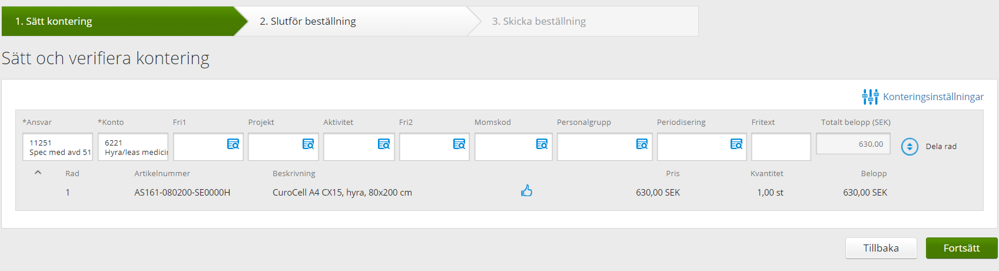 1. Sätt kontering
2. Slutför beställning
3. Skicka beställning
Sätt och verifiera kontering
Konteringsinställningar
*Ansvar *Konto Fri1 Projekt Aktivitet Fri2 Momskod Personalgrupp Periodisering Fritext Totalt belopp (SEK)
11251 6221 630,00 Dela rad
Spec med avd 51 Hyra/leas medicin
Rad Artikelnummer Beskrivning Pris Kvantitet Belopp
1 AS161-080200-SE0000H CuroCell A4 CX15, hyra, 80x200 cm 630,00 SEK 1,00 st 630,00 SEK
Tillbaka Fortsätt